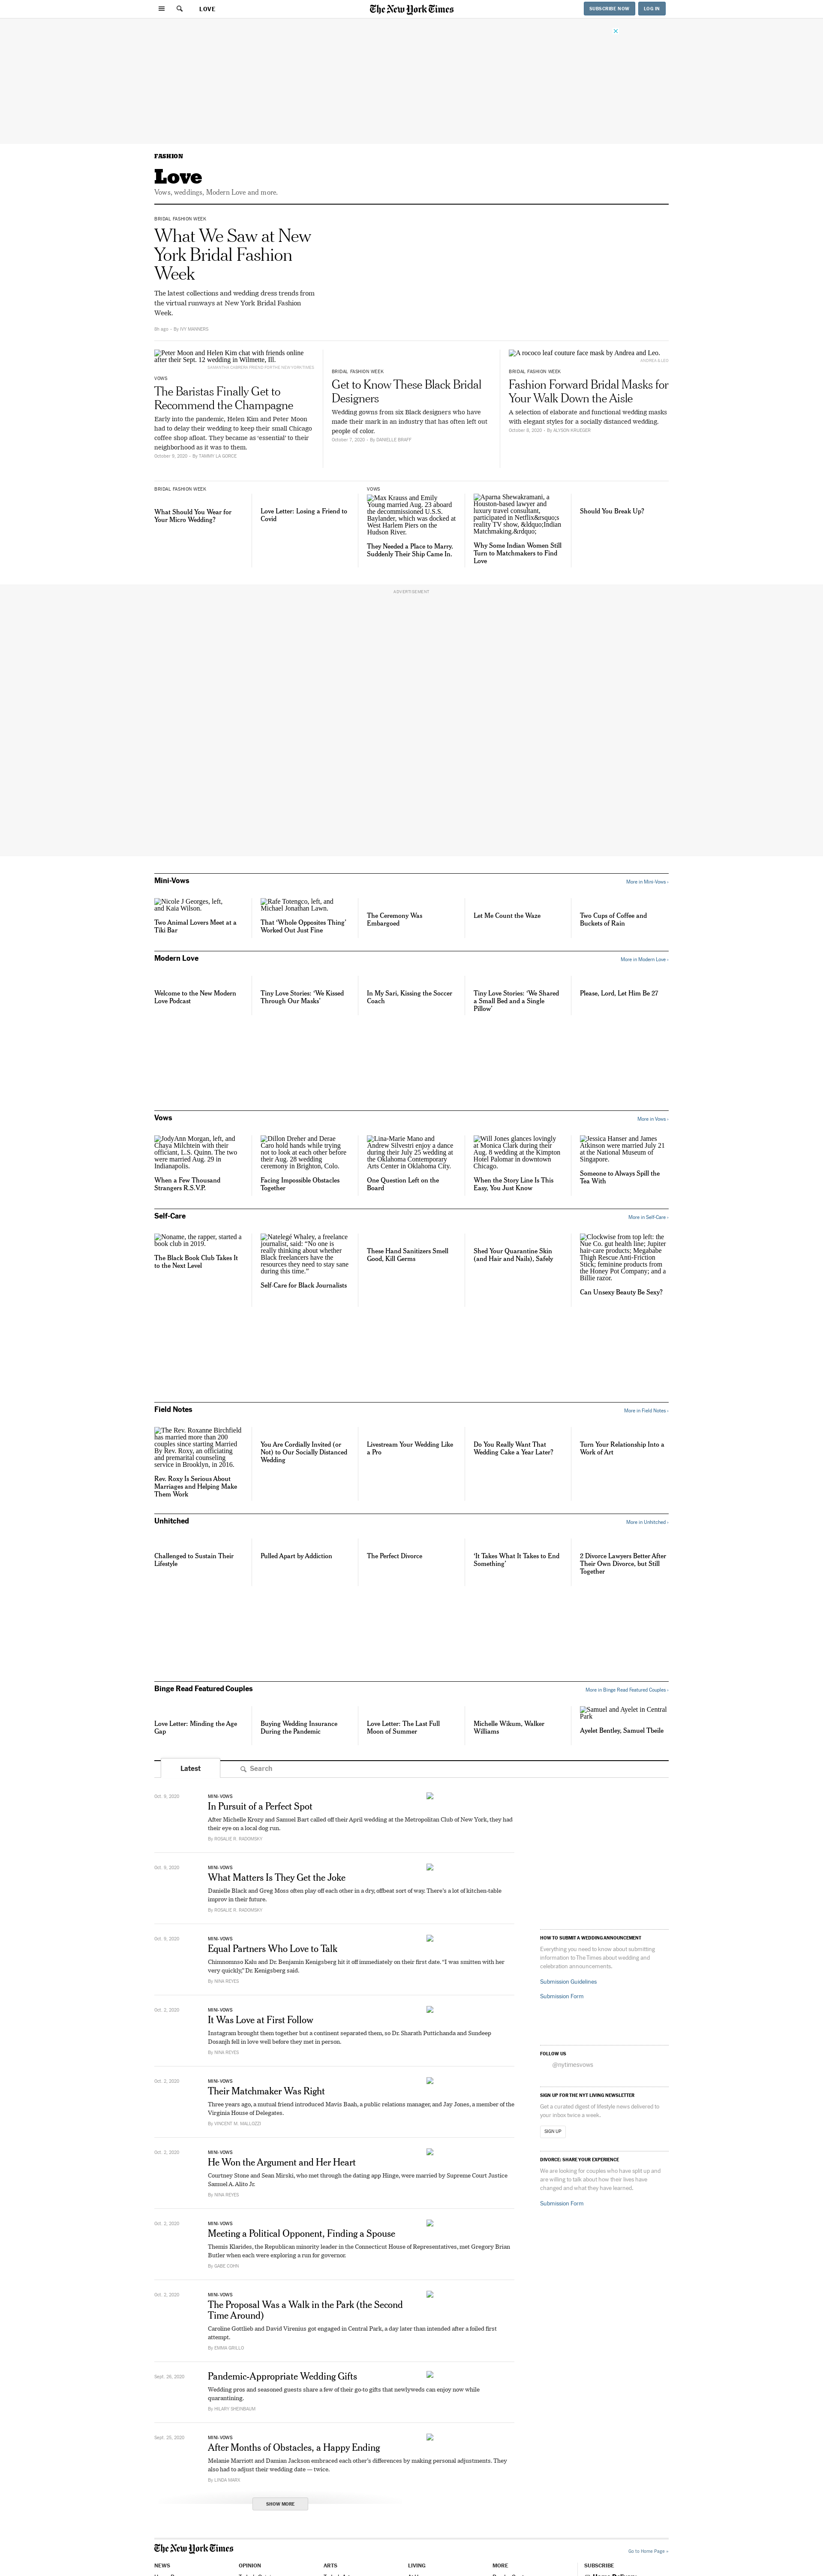 LOVE
The New York Times
SUBSCRIBE NOW
LOG IN
FASHION
Love
Vows, weddings, Modern Love and more.
BRIDAL FASHION WEEK
What We Saw at New
York Bridal Fashion
Week
The latest collections and wedding dress trends from
the virtual runways at New York Bridal Fashion
Week.
9h ago – By IVY MANNERS
Peter Moon and Helen Kim chat with friends online
after their Sept. 12 wedding in Wilmette, Ill.
VOWS
The Baristas Finally Get to
Recommend the Champagne
Early into the pandemic, Helen Kim and Peter Moon
had to delay their wedding to keep their small Chicago
coffee shop afloat. They became as 'essential' to their
neighborhood as it was to them.
October 9, 2020 – By TAMMY LA GORCE
BRIDAL FASHION WEEK
Get to Know These Black Bridal
Designers
Wedding gowns from six Black designers who have
made their mark in an industry that has often left out
people of color.
October 7, 2020 – By DANIELLE BRAFF
A rococo leaf couture face mask by Andrea and Leo.
ANDREA & LEO
BRIDAL FASHION WEEK
Fashion Forward Bridal Masks for
Your Walk Down the Aisle
A selection of elaborate and functional wedding masks
with elegant styles for a socially distanced wedding.
October 8, 2020 – By ALYSON KRUEGER
BRIDAL FASHION WEEK
What Should You Wear for
Your Micro Wedding?
Love Letter: Losing a Friend to
Covid
VOWS
Max Krauss and Emily
Young married Aug. 23 aboard
the decommissioned U.S.S.
Baylander, which was docked at
West Harlem Piers on the
Hudson River.
They Needed a Place to Marry.
Suddenly Their Ship Came In.
Aparna Shewakramani, a
Houston-based lawyer and
luxury travel consultant,
participated in Netflix&rsquo;s
reality TV show, &ldquo;Indian
Matchmaking.&rdquo;
Why Some Indian Women Still
Turn to Matchmakers to Find
Love
Should You Break Up?
ADVERTISEMENT
Mini-Vows
More in Mini-Vows ›
Nicole J Georges, left,
and Kaia Wilson.
Two Animal Lovers Meet at a
Tiki Bar
Rafe Totengco, left, and
Michael Jonathan Lawn.
That 'Whole Opposites Thing'
Worked Out Just Fine
The Ceremony Was
Embargoed
Let Me Count the Waze
Two Cups of Coffee and
Buckets of Rain
Modern Love
More in Modern Love ›
Welcome to the New Modern
Love Podcast
Tiny Love Stories: 'We Kissed
Through Our Masks'
In My Sari, Kissing the Soccer
Coach
Tiny Love Stories: 'We Shared
a Small Bed and a Single
Pillow'
Please, Lord, Let Him Be 27
Vows
More in Vows ›
JodyAnn Morgan, left, and
Chaya Milchtein with their
officiant, L.S. Quinn. The two
were married Aug. 29 in
Indianapolis.
When a Few Thousand
Strangers R.S.V.P.
Dillon Dreher and Derae
Caro hold hands while trying
not to look at each other before
their Aug. 28 wedding
ceremony in Brighton, Colo.
Facing Impossible Obstacles
Together
Lina-Marie Mano and
Andrew Silvestri enjoy a dance
during their July 25 wedding at
the Oklahoma Contemporary
Arts Center in Oklahoma City.
One Question Left on the
Board
Will Jones glances lovingly
at Monica Clark during their
Aug. 8 wedding at the Kimpton
Hotel Palomar in downtown
Chicago.
When the Story Line Is This
Easy, You Just Know
Jessica Hanser and James
Atkinson were married July 21
at the National Museum of
Singapore.
Someone to Always Spill the
Tea With
Self-Care
More in Self-Care ›
Noname, the rapper, started a
book club in 2019.
The Black Book Club Takes It
to the Next Level
Natelegé Whaley, a freelance
journalist, said: “No one is
really thinking about whether
Black freelancers have the
resources they need to stay sane
during this time.”
Self-Care for Black Journalists
These Hand Sanitizers Smell
Good, Kill Germs
Shed Your Quarantine Skin
(and Hair and Nails), Safely
Clockwise from top left: the
Nue Co. gut health line; Jupiter
hair-care products; Megababe
Thigh Rescue Anti-Friction
Stick; feminine products from
the Honey Pot Company; and a
Billie razor.
Can Unsexy Beauty Be Sexy?
Field Notes
More in Field Notes ›
The Rev. Roxanne Birchfield
has married more than 200
couples since starting Married
By Rev. Roxy, an officiating
and premarital counseling
service in Brooklyn, in 2016.
Rev. Roxy Is Serious About
Marriages and Helping Make
Them Work
You Are Cordially Invited (or
Not) to Our Socially Distanced
Wedding
Livestream Your Wedding Like
a Pro
Do You Really Want That
Wedding Cake a Year Later?
Turn Your Relationship Into a
Work of Art
Unhitched
More in Unhitched ›
Challenged to Sustain Their
Lifestyle
Pulled Apart by Addiction
The Perfect Divorce
'It Takes What It Takes to End
Something'
2 Divorce Lawyers Better After
Their Own Divorce, but Still
Together
Binge Read Featured Couples
More in Binge Read Featured Couples ›
Love Letter: Minding the Age
Gap
Buying Wedding Insurance
During the Pandemic
Love Letter: The Last Full
Moon of Summer
Michelle Wikum, Walker
Williams
Samuel and Ayelet in Central
Park
Ayelet Bentley, Samuel Tbeile
Latest
Search
Oct. 9, 2020
MINI-VOWS
In Pursuit of a Perfect Spot
After Michelle Krozy and Samuel Bart called off their April wedding at the Metropolitan Club of New York, they had
their eye on a local dog run.
By ROSALIE R. RADOMSKY
Oct. 9, 2020
MINI-VOWS
What Matters Is They Get the Joke
Danielle Black and Greg Moss often play off each other in a dry, offbeat sort of way. There's a lot of kitchen-table
improv in their future.
By ROSALIE R. RADOMSKY
Oct. 9, 2020
MINI-VOWS
Equal Partners Who Love to Talk
Chimnomnso Kalu and Dr. Benjamin Kenigsberg hit it off immediately on their first date. “I was smitten with her
very quickly,” Dr. Kenigsberg said.
By NINA REYES
Oct. 2, 2020
MINI-VOWS
It Was Love at First Follow
Instagram brought them together but a continent separated them, so Dr. Sharath Puttichanda and Sundeep
Dosanjh fell in love well before they met in person.
By NINA REYES
Oct. 2, 2020
MINI-VOWS
Their Matchmaker Was Right
Three years ago, a mutual friend introduced Mavis Baah, a public relations manager, and Jay Jones, a member of the
Virginia House of Delegates.
By VINCENT M. MALLOZZI
Oct. 2, 2020
MINI-VOWS
He Won the Argument and Her Heart
Courtney Stone and Sean Mirski, who met through the dating app Hinge, were married by Supreme Court Justice
Samuel A. Alito Jr.
By NINA REYES
Oct. 2, 2020
MINI-VOWS
Meeting a Political Opponent, Finding a Spouse
Themis Klarides, the Republican minority leader in the Connecticut House of Representatives, met Gregory Brian
Butler when each were exploring a run for governor.
By GABE COHN
Oct. 2, 2020
MINI-VOWS
The Proposal Was a Walk in the Park (the Second
Time Around)
Caroline Gottlieb and David Virenius got engaged in Central Park, a day later than intended after a foiled first
attempt.
By EMMA GRILLO
Sept. 26, 2020
Pandemic-Appropriate Wedding Gifts
Wedding pros and seasoned guests share a few of their go-to gifts that newlyweds can enjoy now while
quarantining.
By HILARY SHEINBAUM
Sept. 25, 2020
MINI-VOWS
After Months of Obstacles, a Happy Ending
Melanie Marriott and Damian Jackson embraced each other's differences by making personal adjustments. They
also had to adjust their wedding date — twice.
By LINDA MARX
SHOW MORE
HOW TO SUBMIT A WEDDING ANNOUNCEMENT
Everything you need to know about submitting
information to The Times about wedding and
celebration announcements.
Submission Guidelines
Submission Form
FOLLOW US
@nytimesvows
SIGN UP FOR THE NYT LIVING NEWSLETTER
Get a curated digest of lifestyle news delivered to
your inbox twice a week.
SIGN UP
DIVORCE: SHARE YOUR EXPERIENCE
We are looking for couples who have split up and
are willing to talk about how their lives have
changed and what they have learned.
Submission Form
The New York Times
Go to Home Page »
NEWS
OPINION
ARTS
LIVING
MORE
SUBSCRIBE